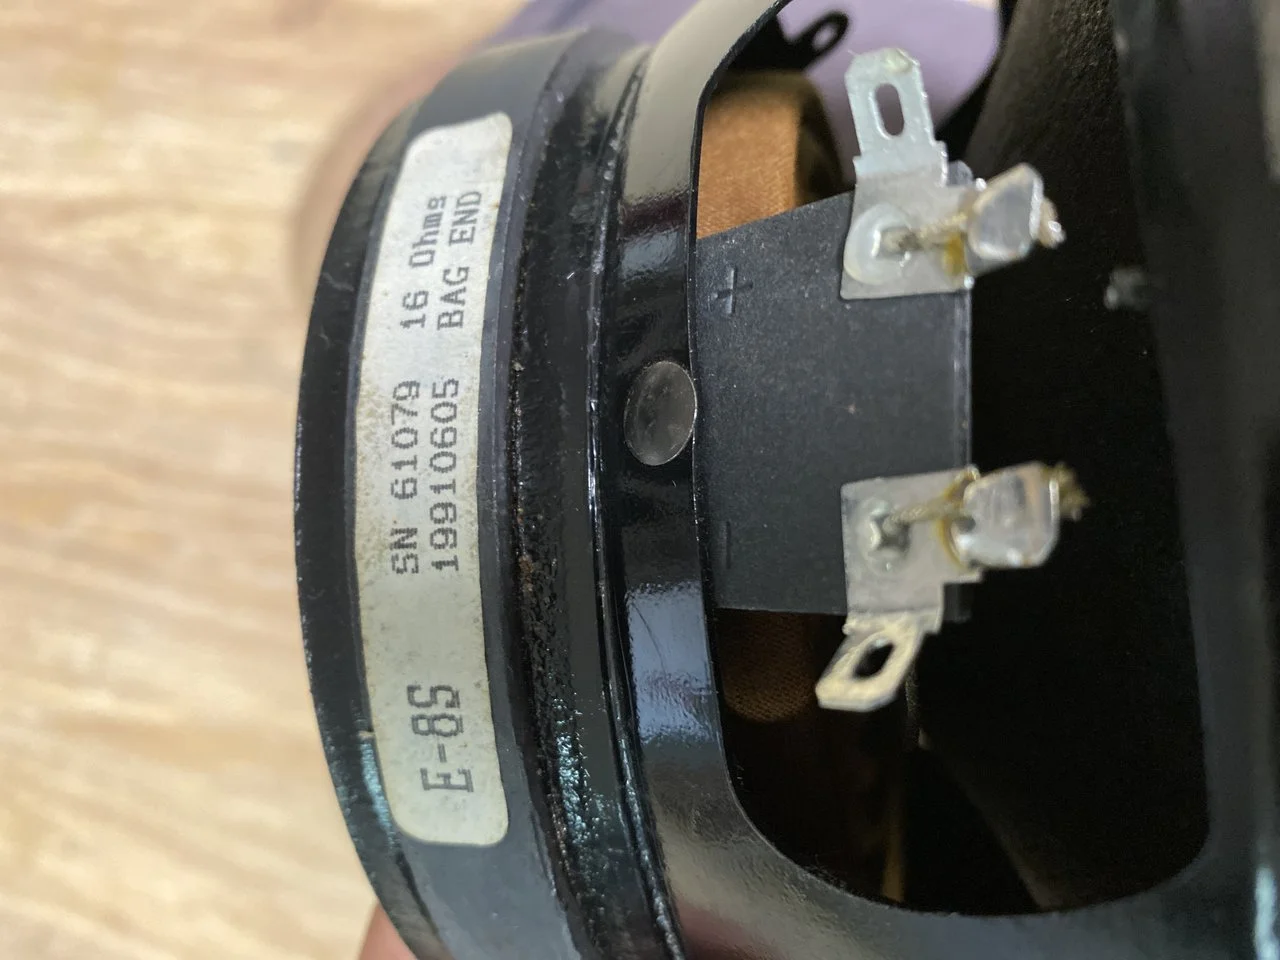 E-8S
SN 61079 16 Ohms
19910605 BAG END
+
-